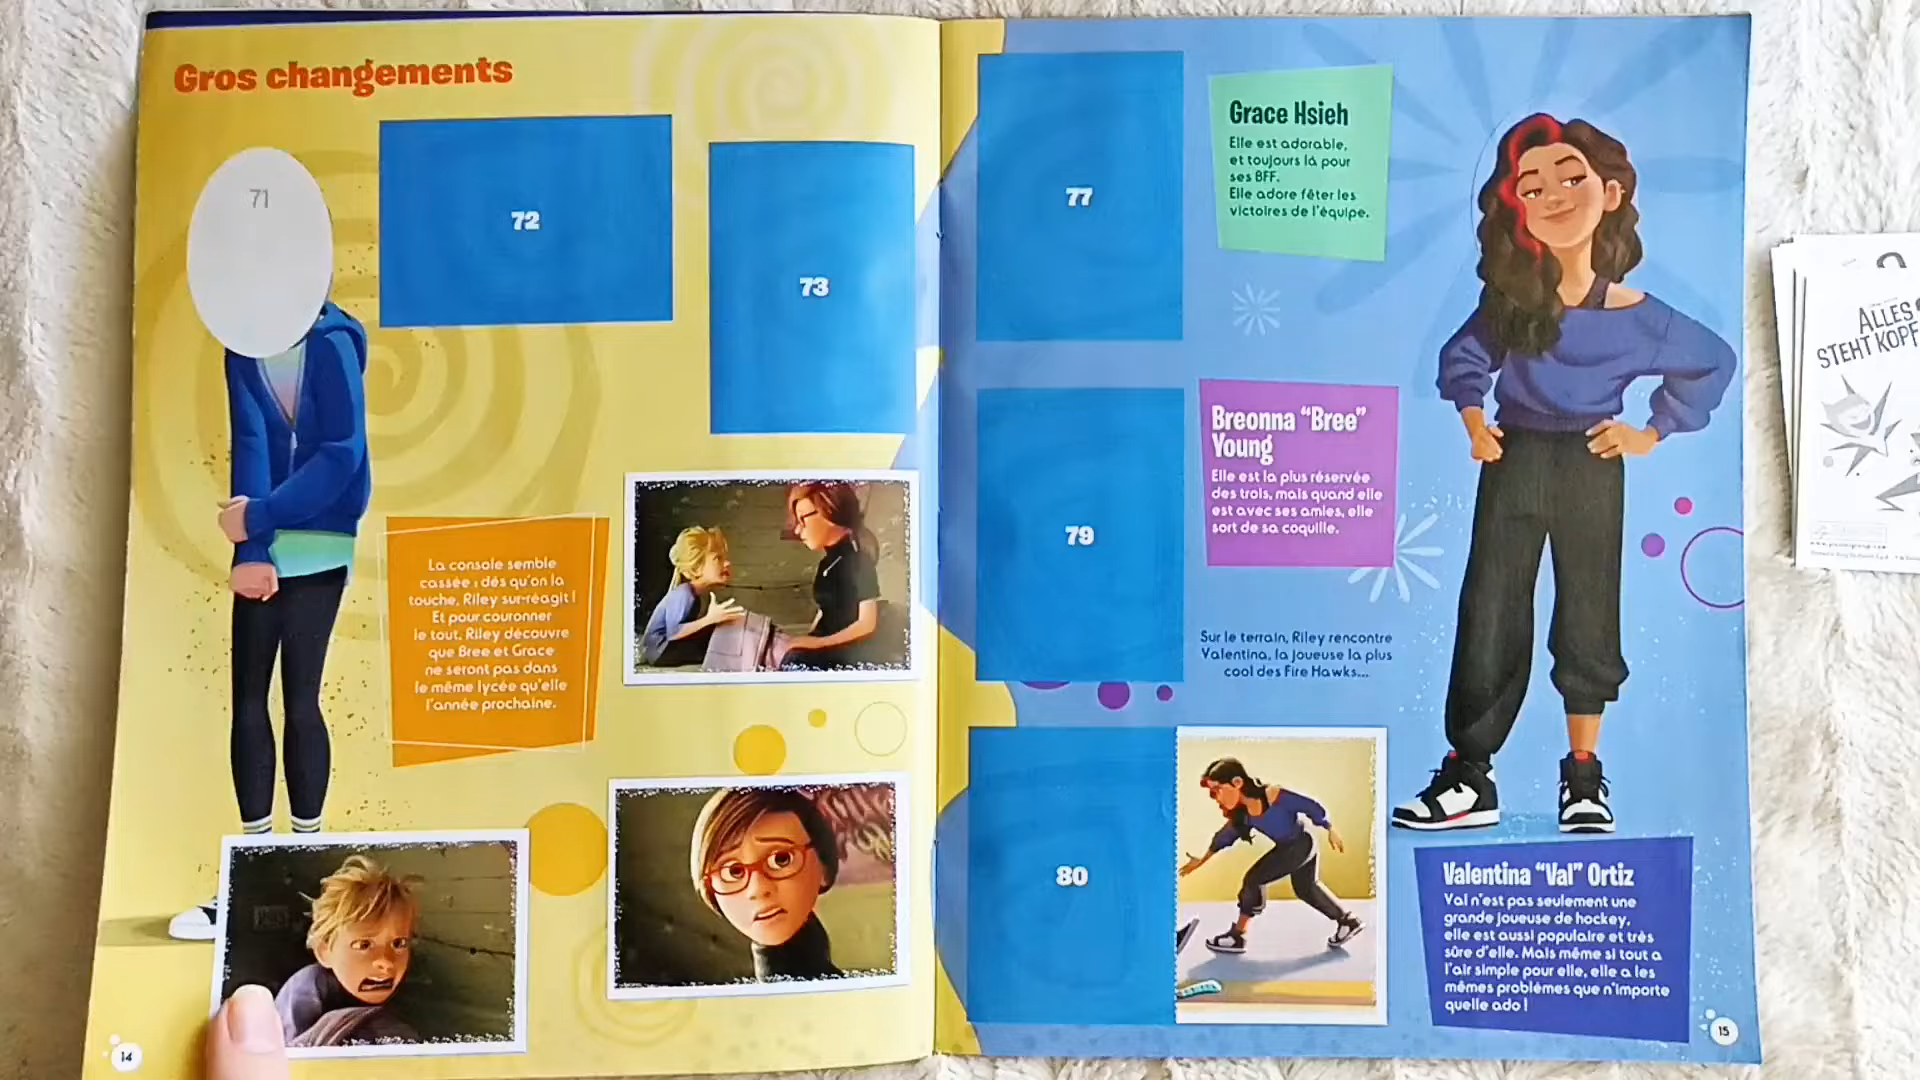 Gros changements
71
72
73
La console semble
cassée : dès qu'on la
touche, Riley sur-réagit !
Et pour couronner
le tout, Riley découvre
que Bree et Grace
ne seront pas dans
le même lycée qu'elle
l'année prochaine.
14
77
Grace Hsieh
Elle est adorable,
et toujours là pour
ses BFF.
Elle adore fêter les
victoires de l'équipe.
79
Breonna “Bree”
Young
Elle est la plus réservée
des trois, mais quand elle
est avec ses amies, elle
sort de sa coquille.
Sur le terrain, Riley rencontre
Valentina, la joueuse la plus
cool des Fire Hawks...
80
Valentina “Val” Ortiz
Val n'est pas seulement une
grande joueuse de hockey,
elle est aussi populaire et très
sûre d'elle. Mais même si tout a
l'air simple pour elle, elle a les
mêmes problèmes que n'importe
quelle ado !
15
ALLES
STEHT KOPF